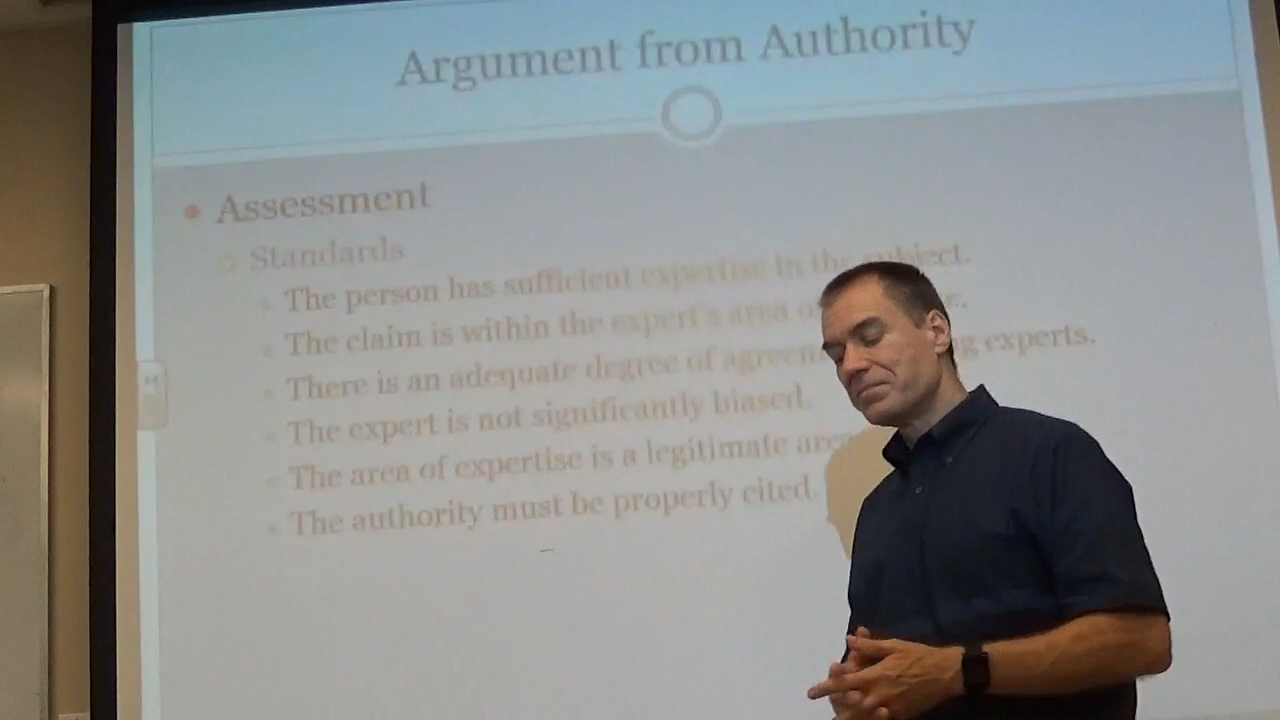 Argument from Authority
• Assessment
Standards
The person has sufficient expertise in the subject.
The claim is within the expert's area
There is an adequate degree of experts.
The expert is not significantly biased.
The area of expertise is a legitimate
The authority must be properly cited.